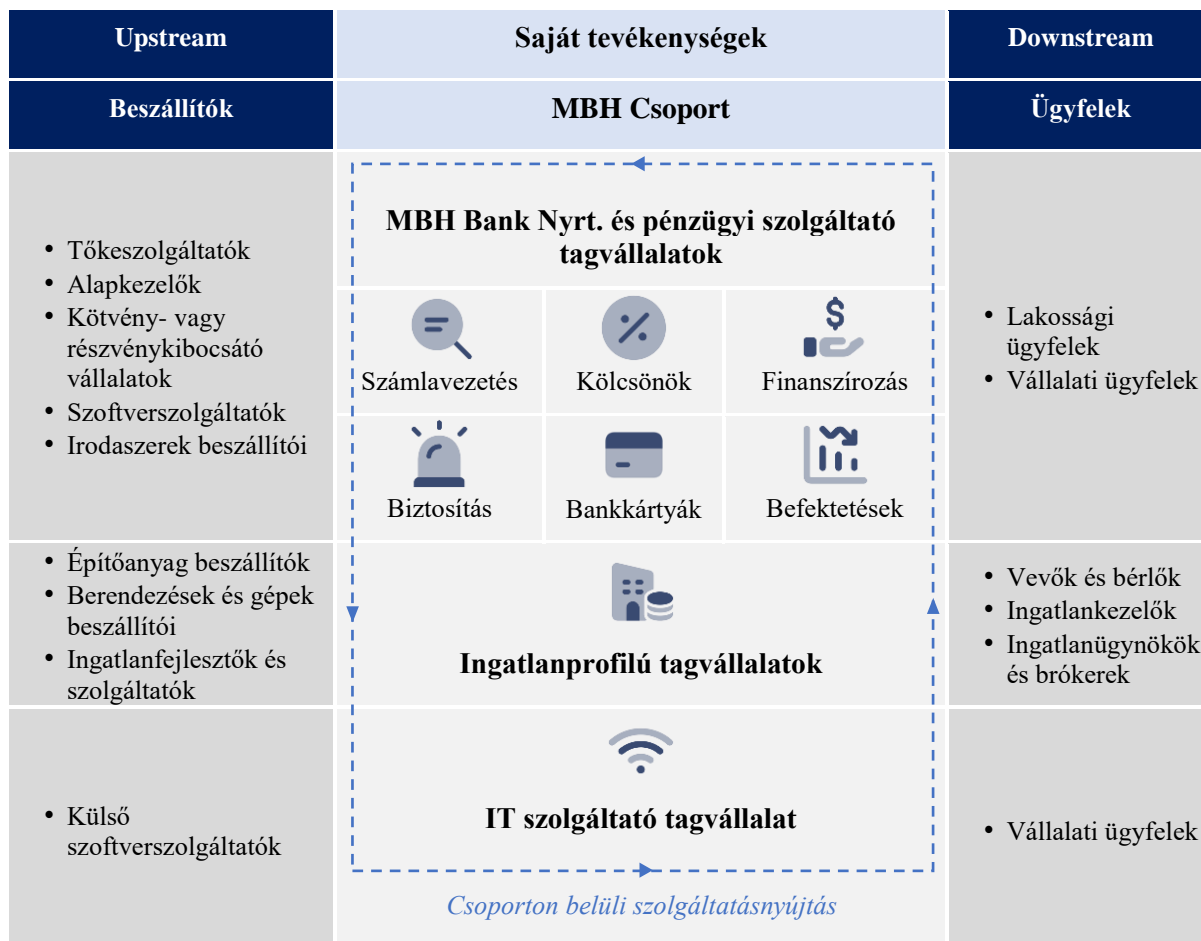 Upstream
Saját tevékenységek
Downstream
Beszállítók
MBH Csoport
Ügyfelek
• Tőkeszolgáltatók
• Alapkezelők
• Kötvény- vagy
részvénykibocsátó
vállalatok
• Szoftverszolgáltatók
• Irodaszerek beszállítói
MBH Bank Nyrt. és pénzügyi szolgáltató
tagvállalatok
Számlavezetés
Kölcsönök
$
Finanszírozás
Biztosítás
Bankkártyák
Befektetések
• Lakossági
ügyfelek
• Vállalati ügyfelek
• Építőanyag beszállítók
• Berendezések és gépek
beszállítói
• Ingatlanfejlesztők és
szolgáltatók
Ingatlanprofilú tagvállalatok
• Vevők és bérlők
• Ingatlankezelők
• Ingatlanügynökök
és brókerek
• Külső
szoftverszolgáltatók
IT szolgáltató tagvállalat
• Vállalati ügyfelek
Csoporton belüli szolgáltatásnyújtás